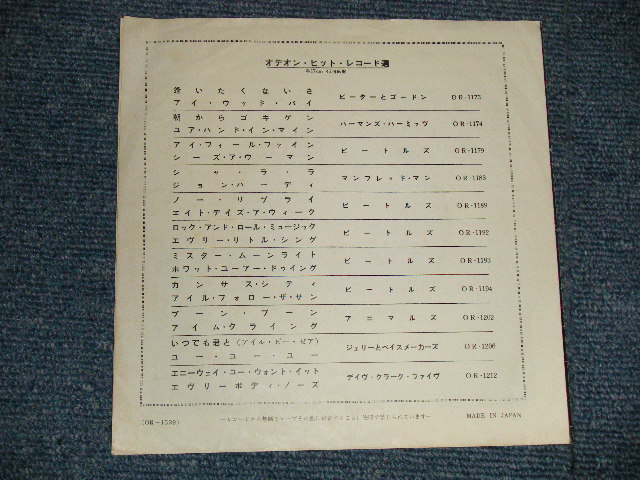 オデオン・ヒット・レコード選
逢いたくないさ
アイ・ウッド・バイ
ピーターとゴードン OR-1173
朝からゴキゲン
ユア・ハンド・イン・マイン
ハーマンズ・ハーミッツ OR-1174
アイ・フィール・ファイン
シーズ・ア・ウーマン
ビートルズ OR-1179
シャ・ラ・ラ
ジョン・ハーディ
マンフレッド・マン OR-1183
ノー・リプライ
エイト・デイズ・ア・ウィーク
ビートルズ OR-1189
ロック・アンド・ロール・ミュージック
エヴリー・リトル・シング
ビートルズ OR-1192
ミスター・ムーンライト
ホワット・ユーアー・ドゥイング
ビートルズ OR-1193
カンサス・シティ
アイル・フォロー・ザ・サン
ビートルズ OR-1194
ブーン・ブーン
アイム・クライング
アニマルズ OR-1202
いつでも君と (アイル・ビー・ゼア)
ユー・ユー・ユー
ジェリーとペイスメーカーズ OR-1206
エニーウェイ・ユー・ウォント・イット
エヴリーボディ・ノーズ
デイヴ・クラーク・ファイヴ OR-1212
(OR-1529)
MADE IN JAPAN